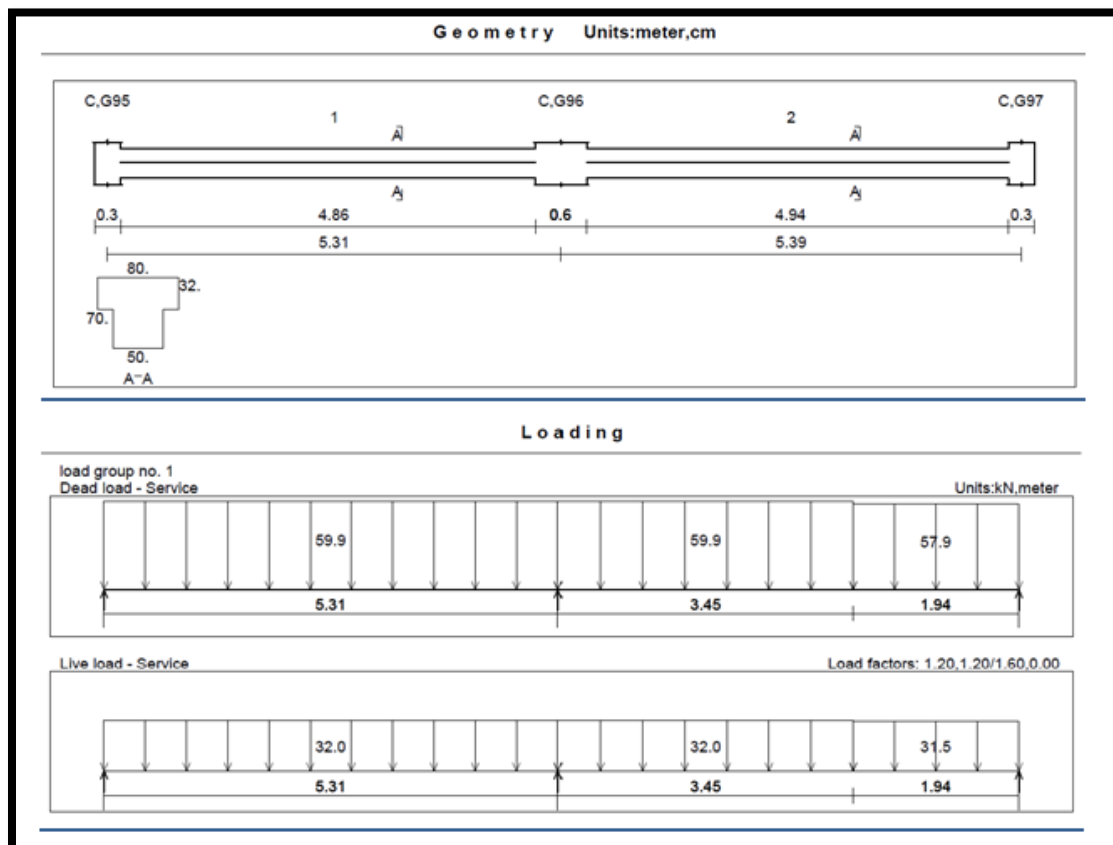 Geometry Units:meter,cm
C,G95 C,G96 C,G97
1 2
A A
A A
0.3 4.86 0.6 4.94 0.3
5.31 5.39
80.
32.
70.
50.
A-A
Loading
load group no. 1
Dead load - Service Units:kN,meter
59.9 59.9 57.9
5.31 3.45 1.94
Live load - Service Load factors: 1.20,1.20/1.60,0.00
32.0 32.0 31.5
5.31 3.45 1.94